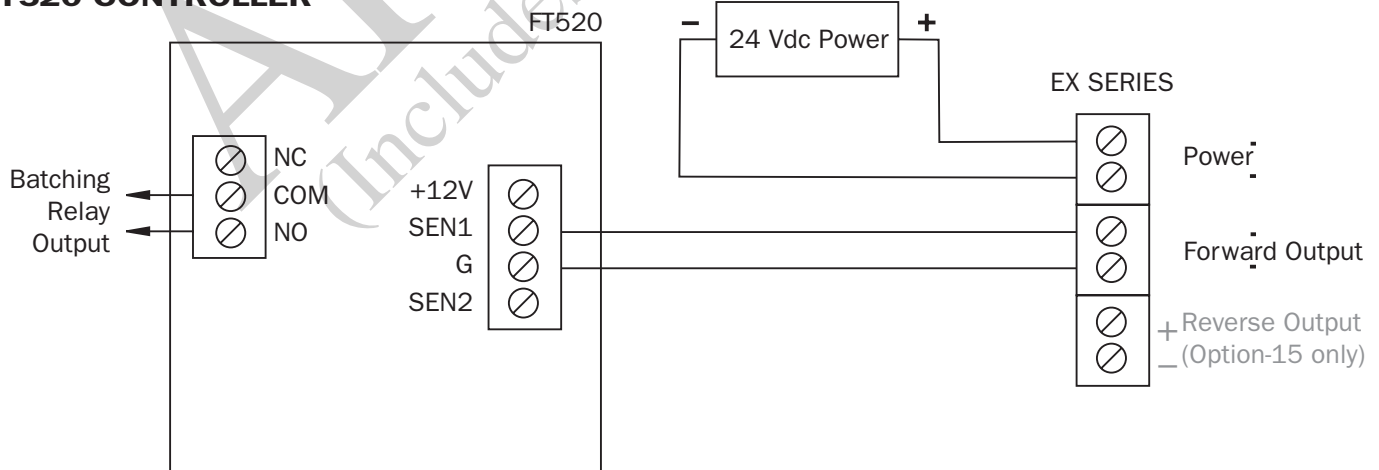 FT520
− 24 Vdc Power +
EX SERIES
Power
Forward Output
+ Reverse Output
− (Option-15 only)
Batching
Relay
Output
NC
COM
NO
+12V
SEN1
G
SEN2
CONTROLLER